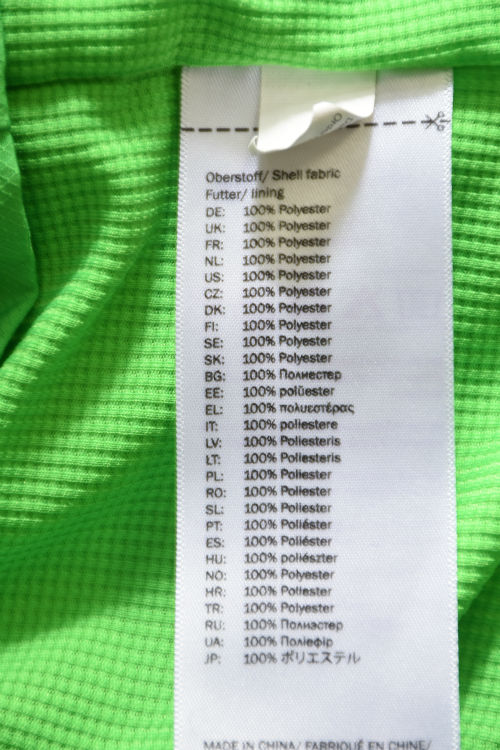 Oberstoff/ Shell fabric
Futter/ lining
DE: 100% Polyester
UK: 100% Polyester
FR: 100% Polyester
NL: 100% Polyester
US: 100% Polyester
CZ: 100% Polyester
DK: 100% Polyester
FI: 100% Polyester
SE: 100% Polyester
SK: 100% Polyester
BG: 100% Полиестер
EE: 100% polüester
EL: 100% πολυεστέρας
IT: 100% poliestere
LV: 100% Poliesteris
LT: 100% Poliesteris
PL: 100% Poliester
RO: 100% Poliester
SL: 100% Poliester
PT: 100% Poliéster
ES: 100% Poliéster
HU: 100% poliészter
NO: 100% Polyester
HR: 100% Poliester
TR: 100% Polyester
RU: 100% Полиэстер
UA: 100% Поліефір
JP: 100% ポリエステル
MADE IN CHINA/ FABRIQUÉ EN CHINE/